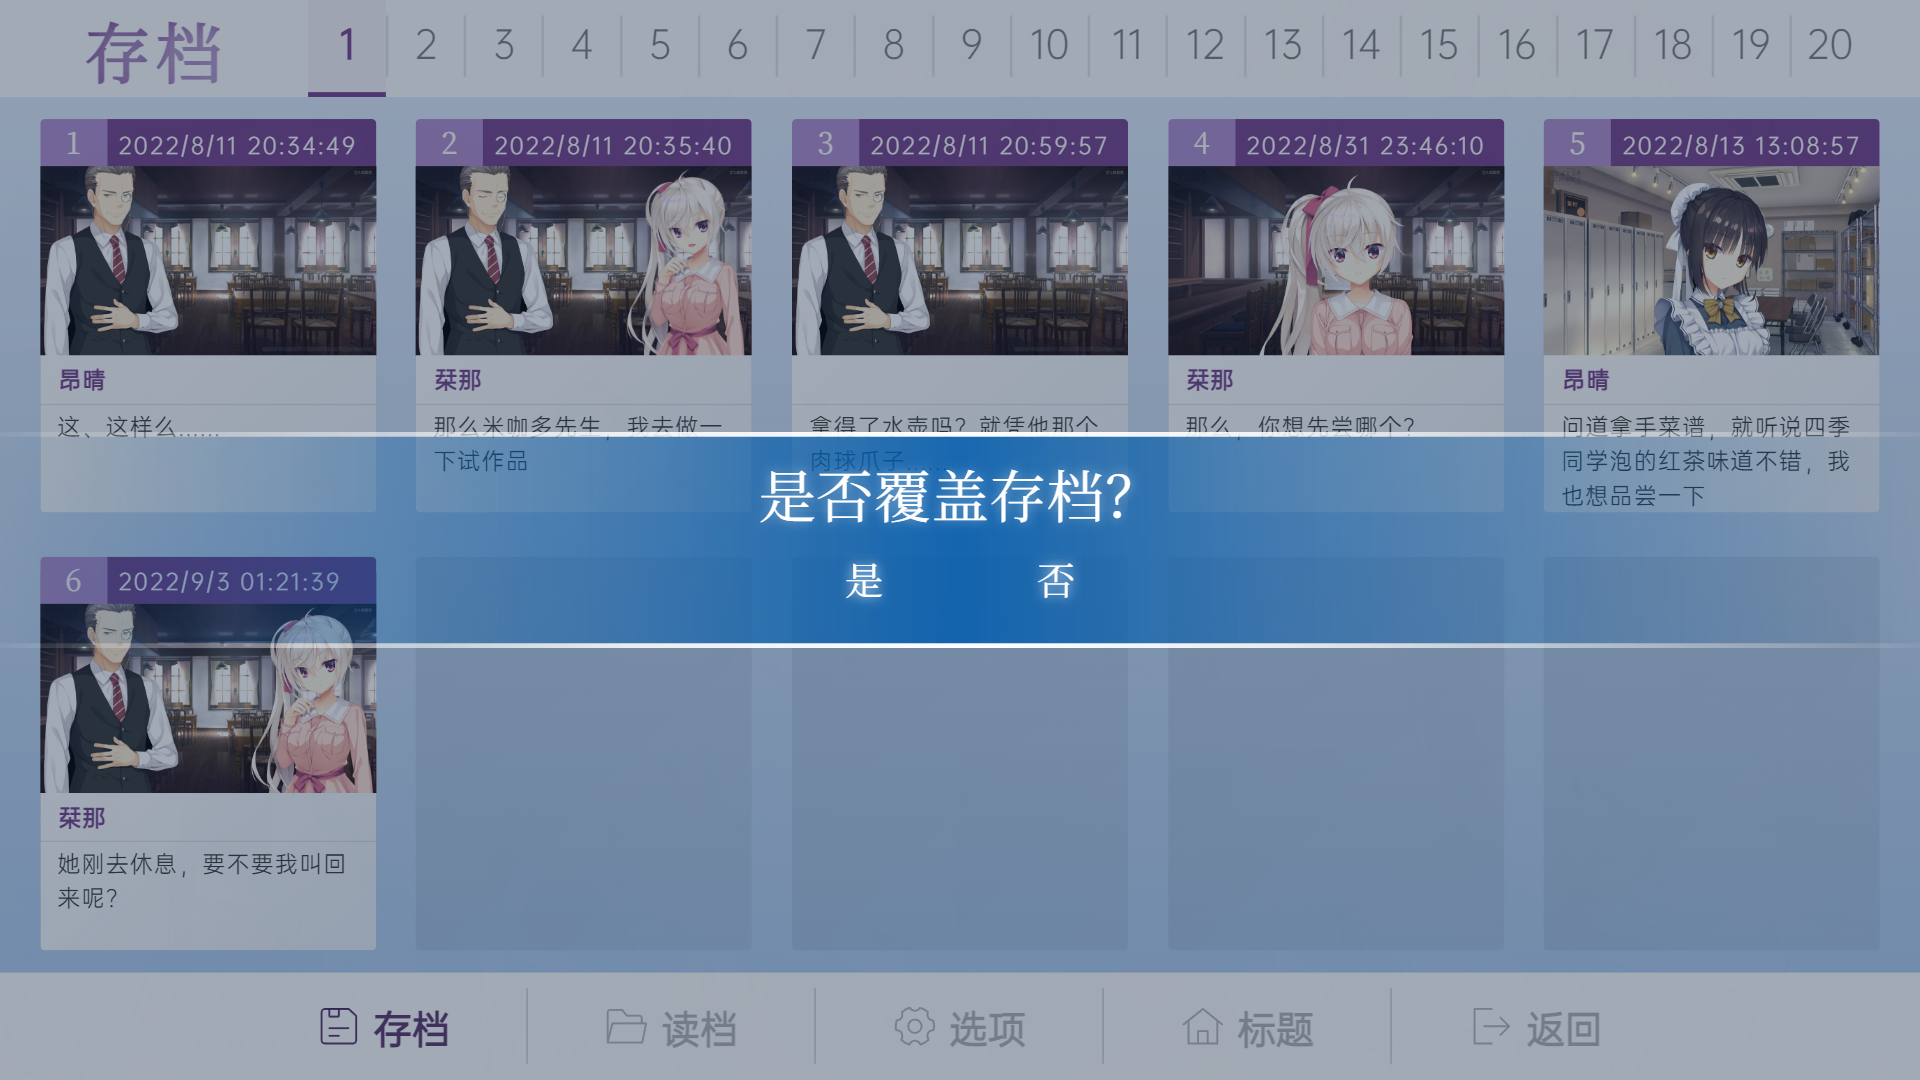 存档
1 2 3 4 5 6 7 8 9 10 11 12 13 14 15 16 17 18 19 20
1 2022/8/11 20:34:49
昂晴
这、这样么……
2 2022/8/11 20:35:40
栞那
那么米咖多先生，我去做一
下试作品
3 2022/8/11 20:59:57
拿得了水壶吗？就凭他那个
肉球爪子……
4 2022/8/31 23:46:10
栞那
那么，你想先尝哪个？
5 2022/8/13 13:08:57
昂晴
问道拿手菜谱，就听说四季
同学泡的红茶味道不错，我
也想品尝一下
是否覆盖存档？
是 否
6 2022/9/3 01:21:39
栞那
她刚去休息，要不要我叫回
来呢？
存档 读档 选项 标题 返回